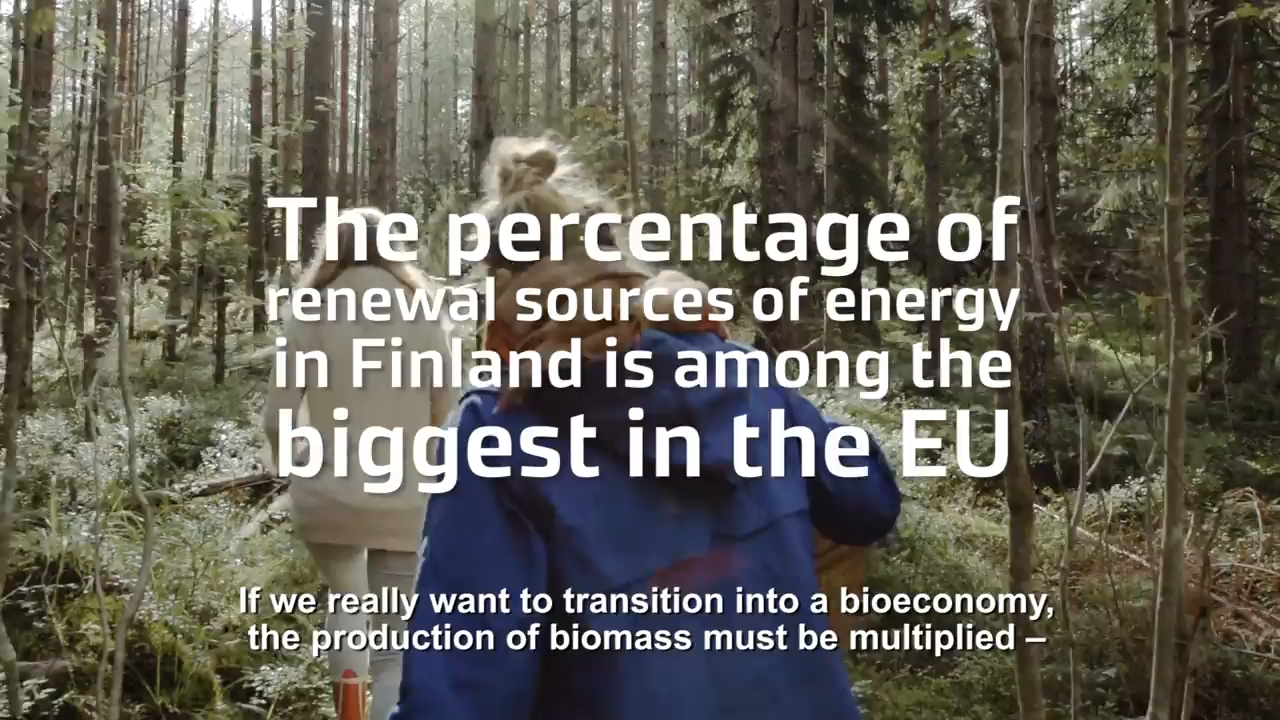 The percentage of
renewal sources of energy
in Finland is among the
biggest in the EU
If we really want to transition into a bioeconomy,
the production of biomass must be multiplied –